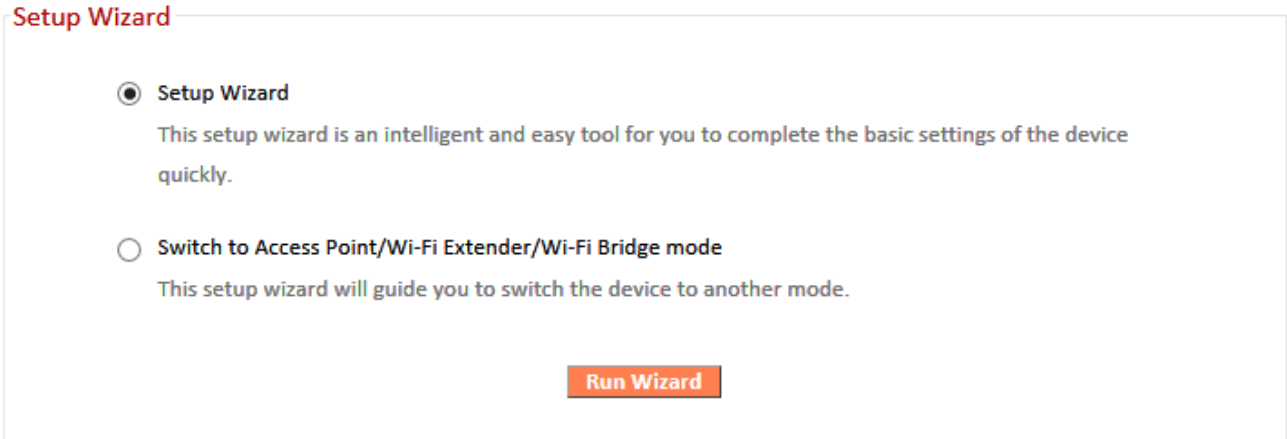 Setup Wizard
Setup Wizard
This setup wizard is an intelligent and easy tool for you to complete the basic settings of the device
quickly.
Switch to Access Point/Wi-Fi Extender/Wi-Fi Bridge mode
This setup wizard will guide you to switch the device to another mode.
Run Wizard